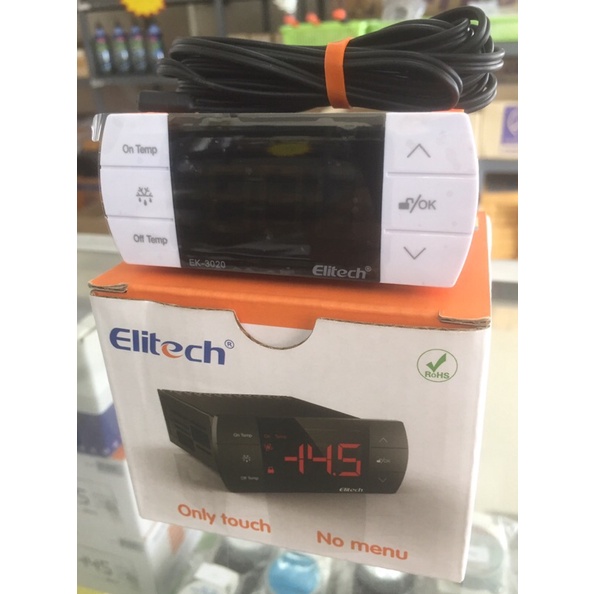 On Temp
Off Temp
/OK
EK-3020
Elitech®
Elitech®
RoHS
On Temp
Off Temp
-14.5
Elitech
Only touch
No menu